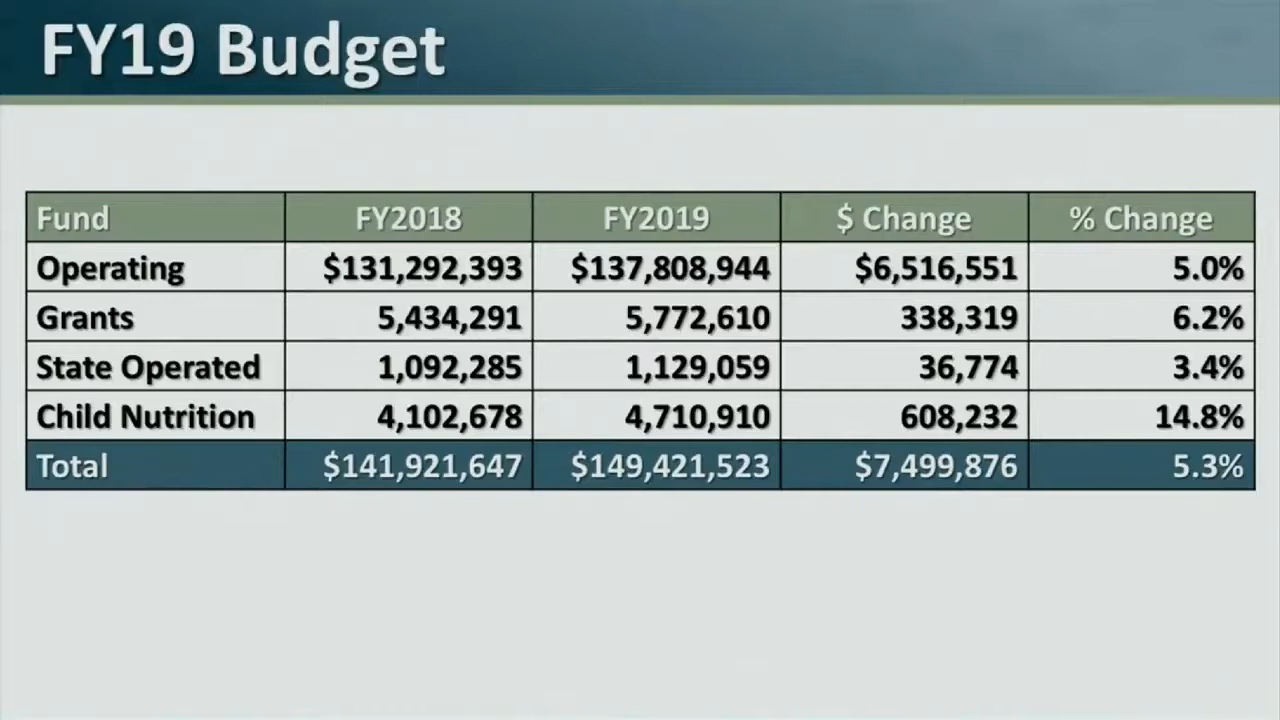 FY19 Budget
Fund FY2018 FY2019 $ Change % Change
Operating $131,292,393 $137,808,944 $6,516,551 5.0%
Grants 5,434,291 5,772,610 338,319 6.2%
State Operated 1,092,285 1,129,059 36,774 3.4%
Child Nutrition 4,102,678 4,710,910 608,232 14.8%
Total $141,921,647 $149,421,523 $7,499,876 5.3%